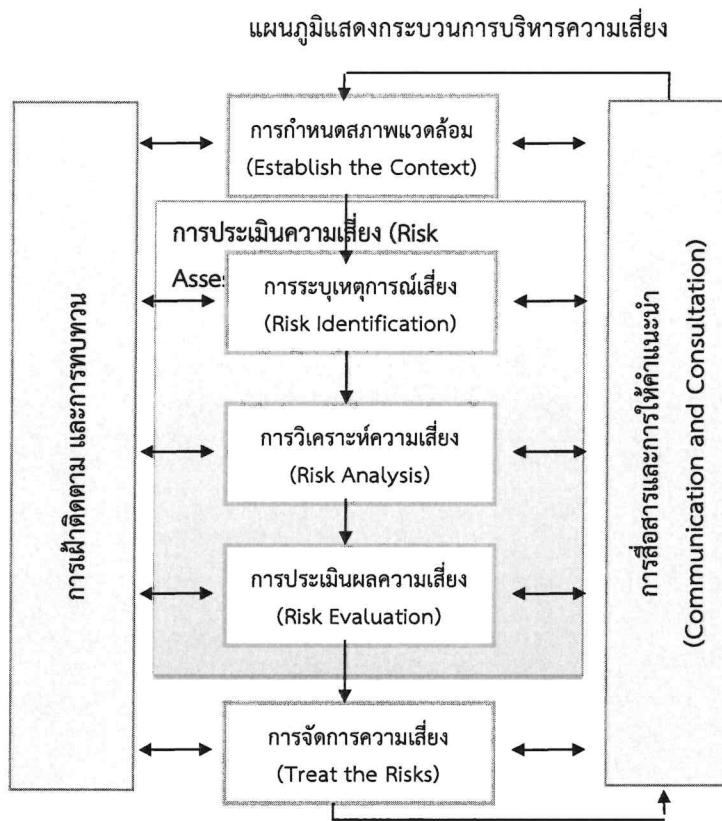 แผนภูมิแสดงกระบวนการบริหารความเสี่ยง
การกำหนดสภาพแวดล้อม
(Establish the Context)
การประเมินความเสี่ยง (Risk
Asses
การระบุเหตุการณ์เสี่ยง
(Risk Identification)
การวิเคราะห์ความเสี่ยง
(Risk Analysis)
การประเมินผลความเสี่ยง
(Risk Evaluation)
การจัดการความเสี่ยง
(Treat the Risks)
การเฝ้าติดตาม และการทบทวน
การสื่อสารและการให้คำแนะนำ
(Communication and Consultation)